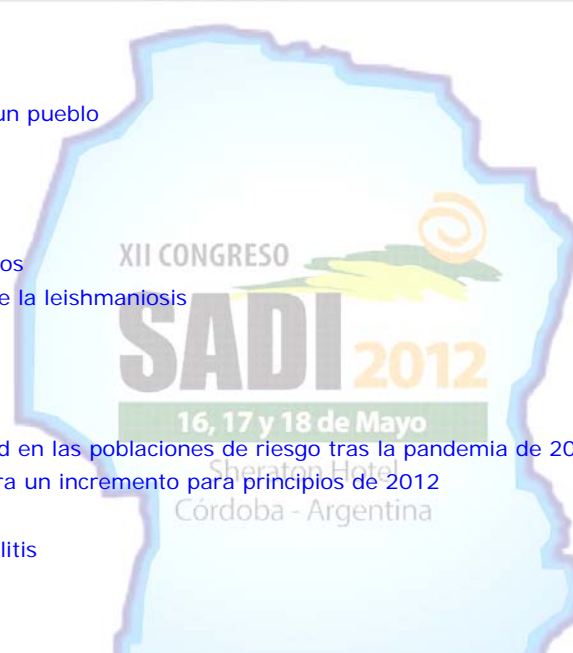 un pueblo
os
XII CONGRESO
e la leishmaniosis
SADI 2012
16, 17 y 18 de Mayo
d en las poblaciones de riesgo tras la pandemia de 20
Sheraton Hotel
ra un incremento para principios de 2012
Córdoba - Argentina
litis